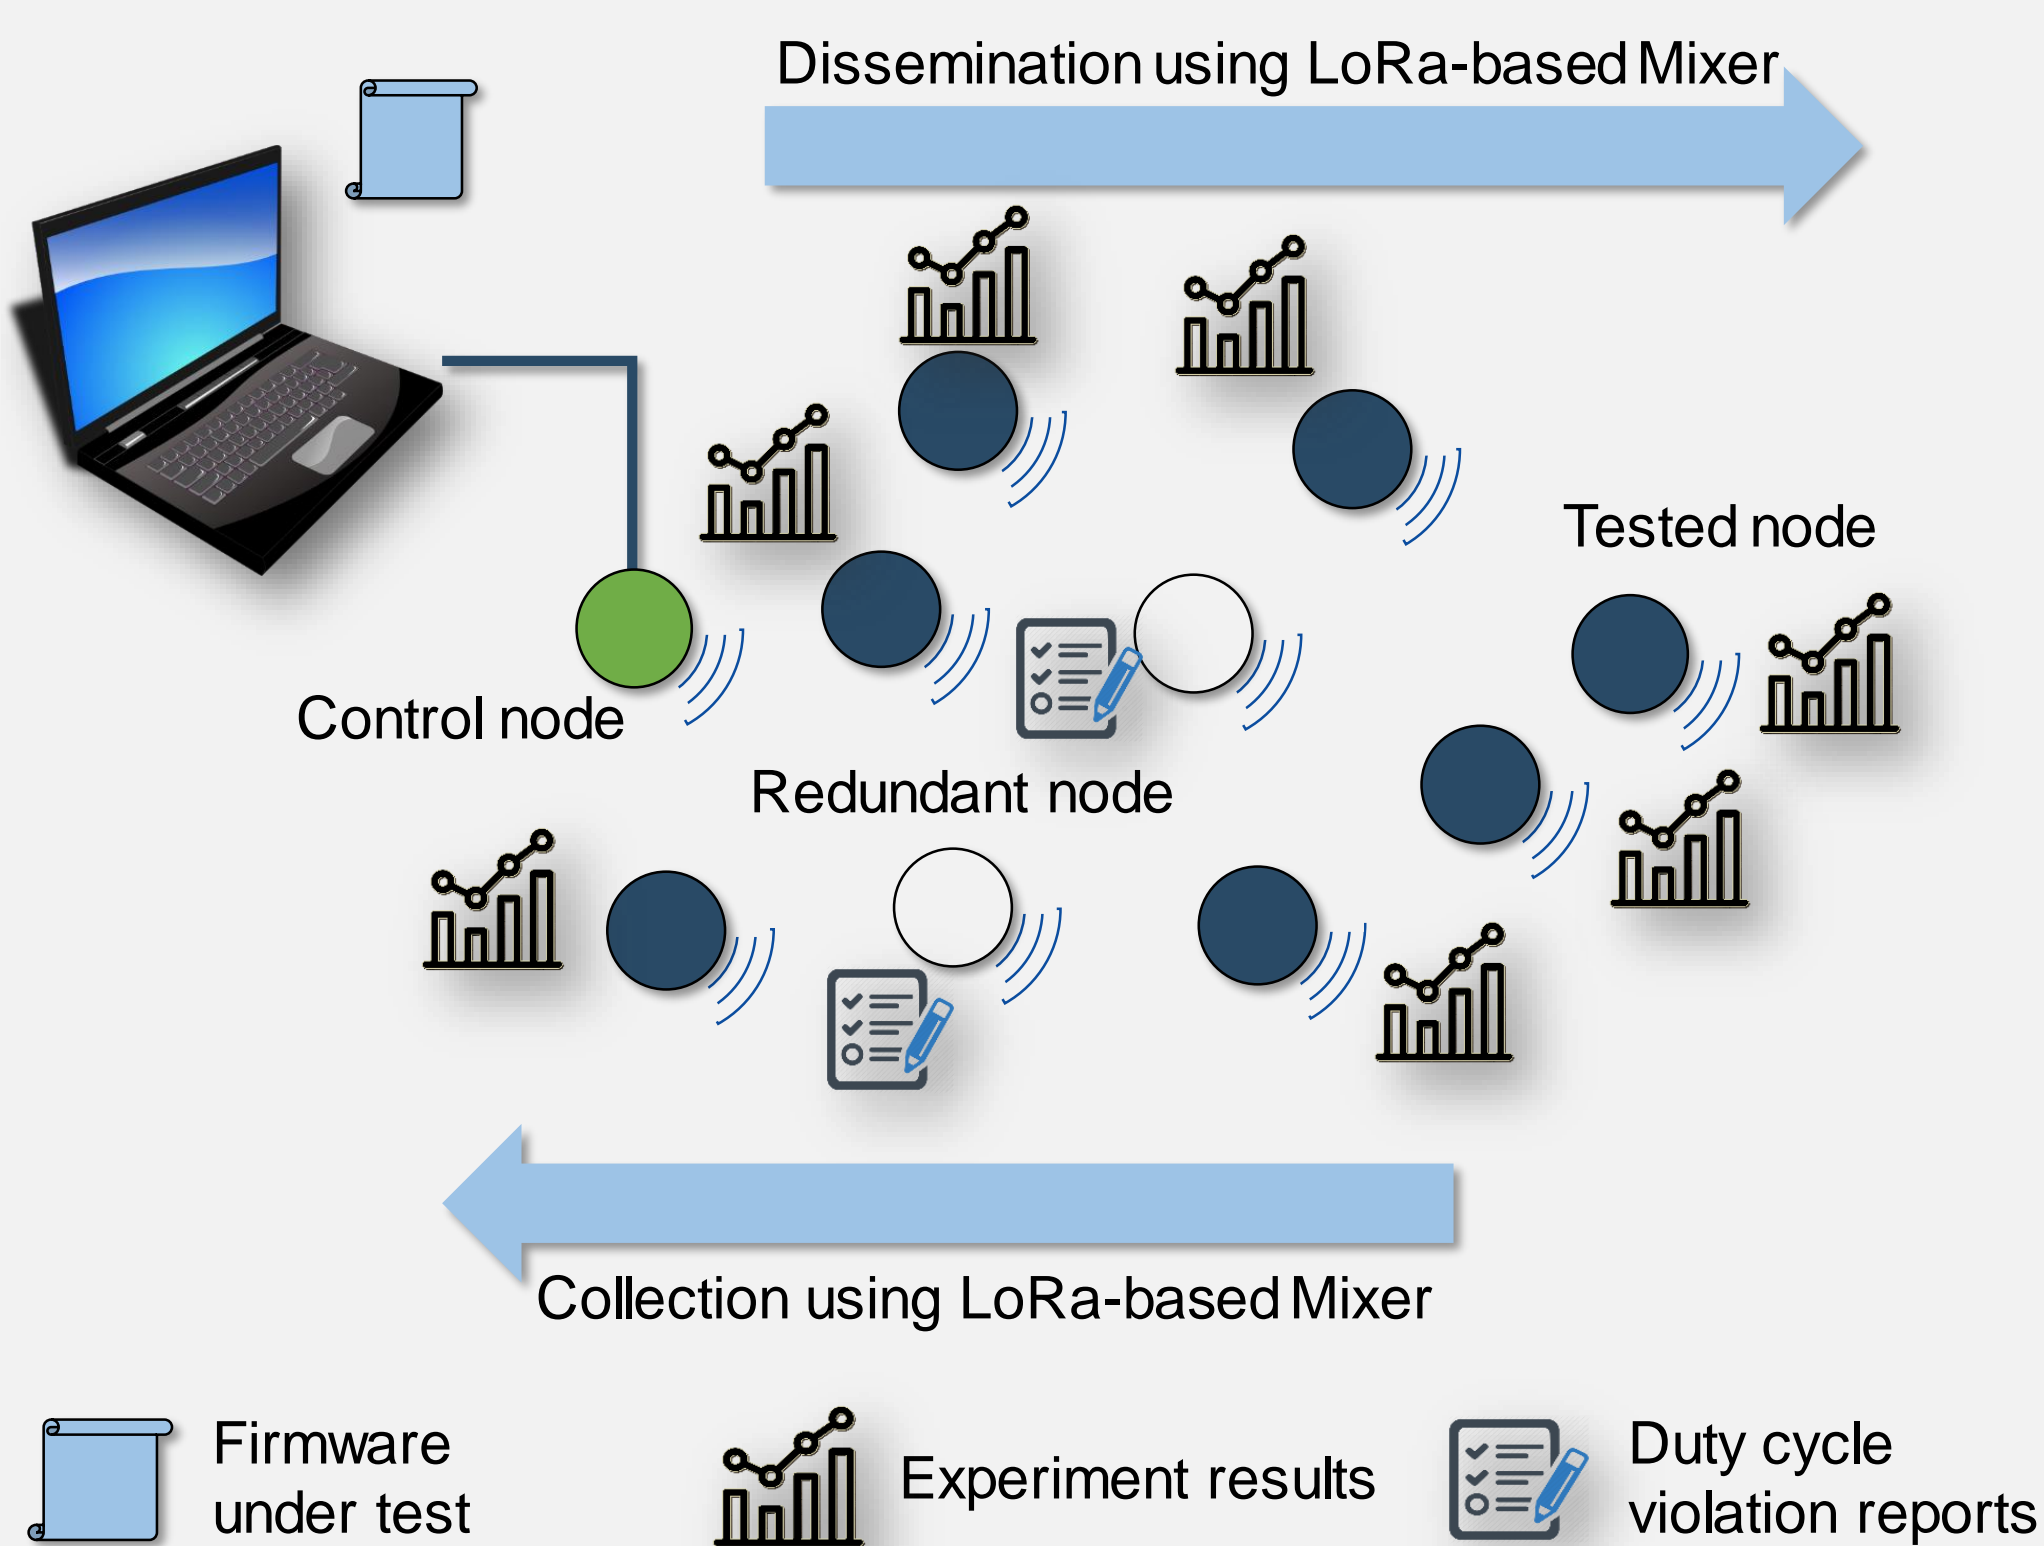 Dissemination using LoRa-based Mixer
Tested node
Control node
Redundant node
Collection using LoRa-based Mixer
Firmware
under test
Experiment results
Duty cycle
violation reports